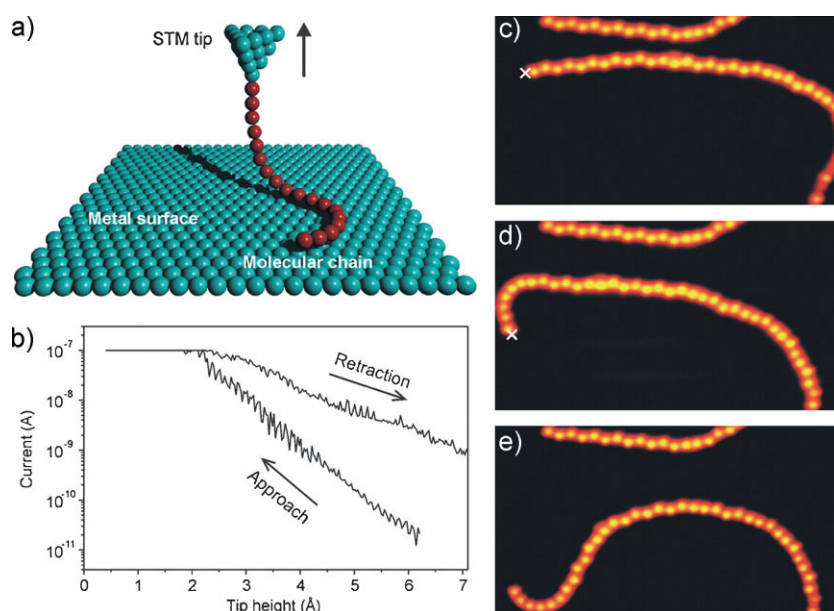 a)
STM tip
Metal surface
Molecular chain
b)
10⁻⁷
10⁻⁸
10⁻⁹
10⁻¹⁰
10⁻¹¹
Current (A)
Retraction
Approach
0 1 2 3 4 5 6 7
Tip height (Å)
c)
×
d)
×
e)